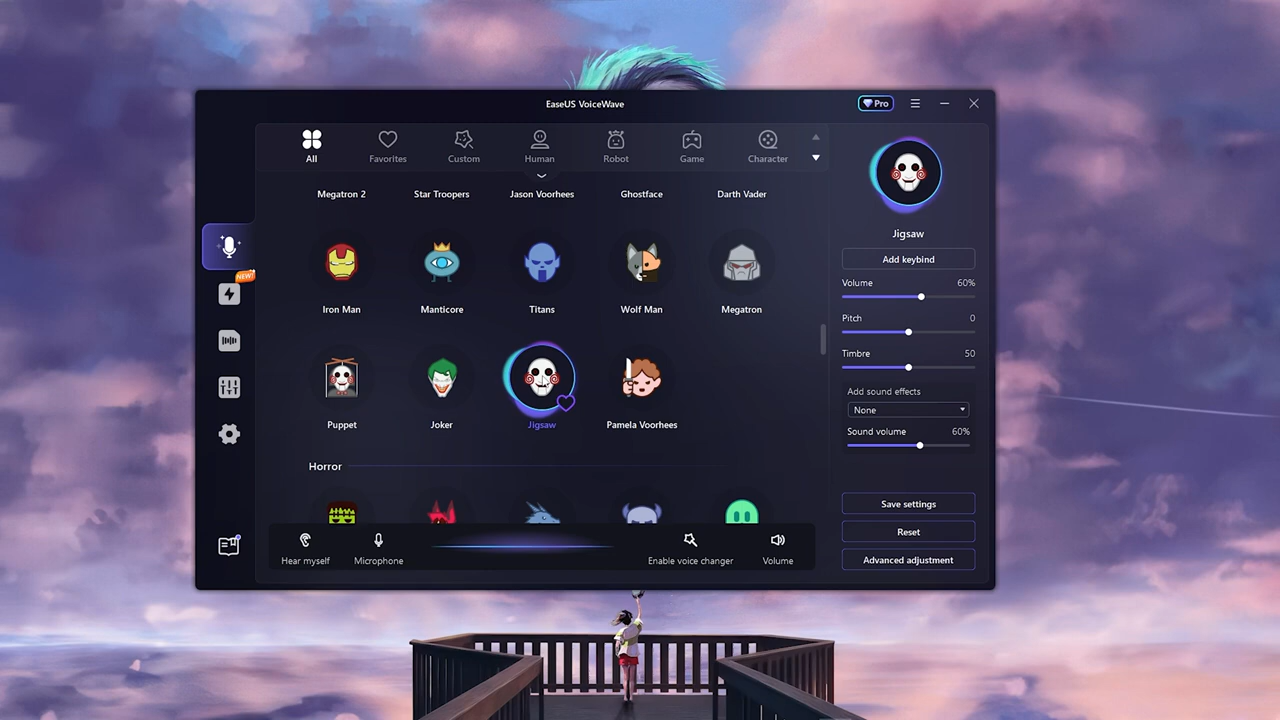 EaseUS VoiceWave
Pro
All
Favorites
Custom
Human
Robot
Game
Character
Megatron 2
Star Troopers
Jason Voorhees
Ghostface
Darth Vader
NEW!
Iron Man
Manticore
Titans
Wolf Man
Megatron
Puppet
Joker
Jigsaw
Pamela Voorhees
Horror
Hear myself
Microphone
Enable voice changer
Volume
Jigsaw
Add keybind
Volume 60%
Pitch 0
Timbre 50
Add sound effects
None
Sound volume 60%
Save settings
Reset
Advanced adjustment